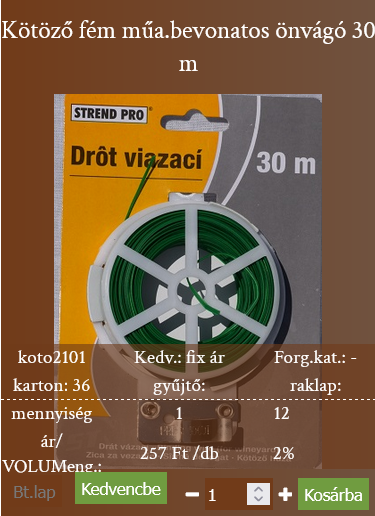 Kötöző fém műa.bevonatos önvágó 30
m
STREND PRO
Drôt viazací
30 m
koto2101 Kedv.: fix ár Forg.kat.: -
karton: 36 gyűjtő: raklap:
mennyiség 1 12
ár/ 257 Ft /db 2%
VOLUMeng.:
Bt.lap Kedvencbe 1 Kosárba